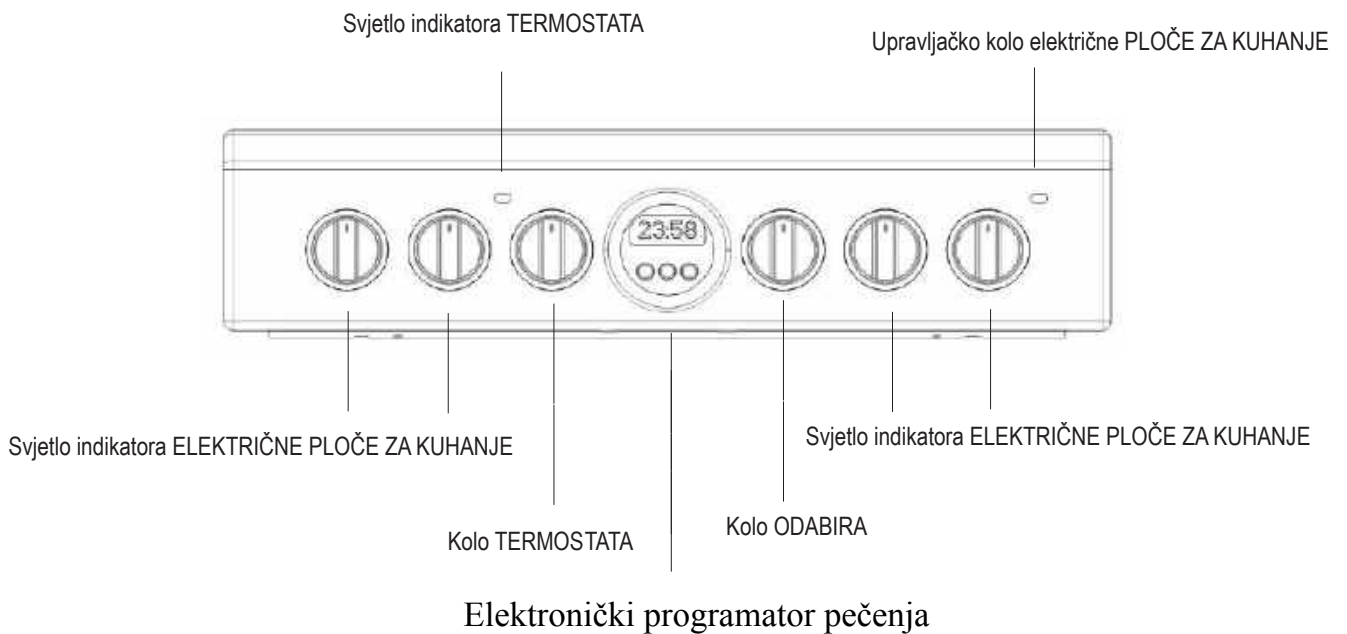 Svjetlo indikatora TERMOSTATA
Upravljačko kolo električne PLOČE ZA KUHANJE
23:58
Svjetlo indikatora ELEKTRIČNE PLOČE ZA KUHANJE
Svjetlo indikatora ELEKTRIČNE PLOČE ZA KUHANJE
Kolo TERMOSTATA
Kolo ODABIRA
Elektronički programator pečenja